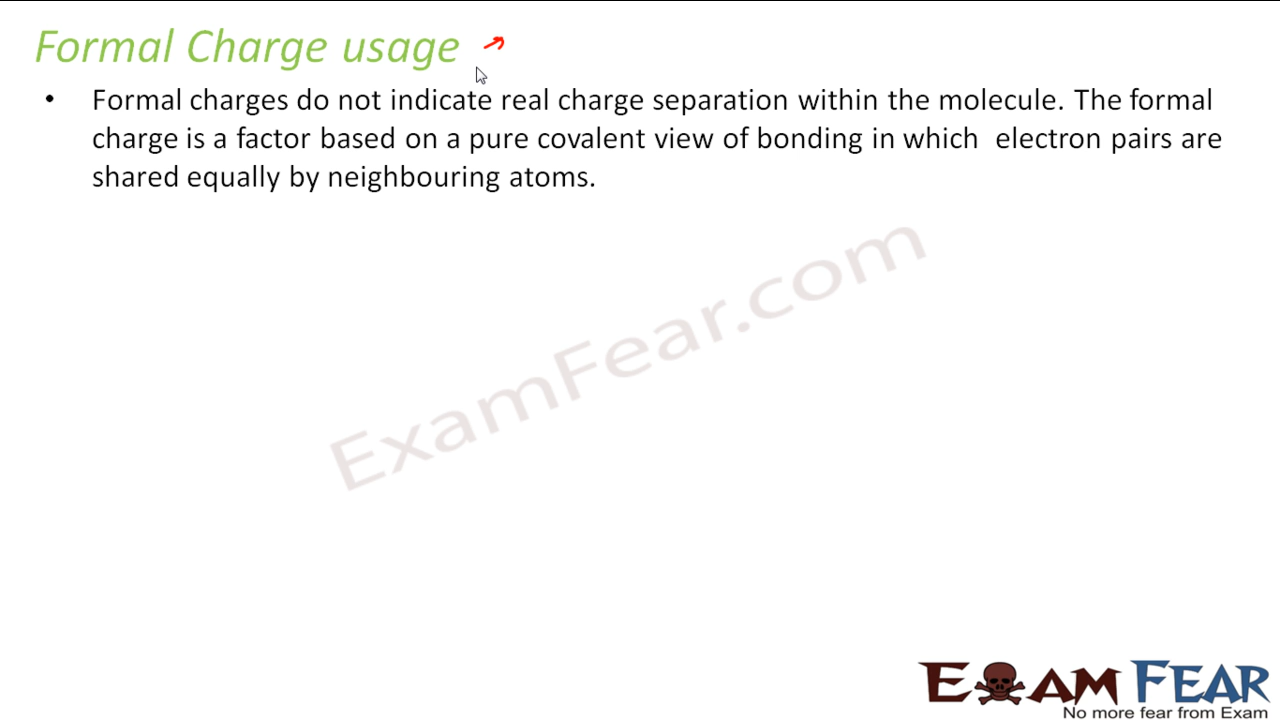 Formal Charge usage
• Formal charges do not indicate real charge separation within the molecule. The formal
charge is a factor based on a pure covalent view of bonding in which electron pairs are
shared equally by neighbouring atoms.
ExamFear.com
EXAM FEAR
No more fear from Exam